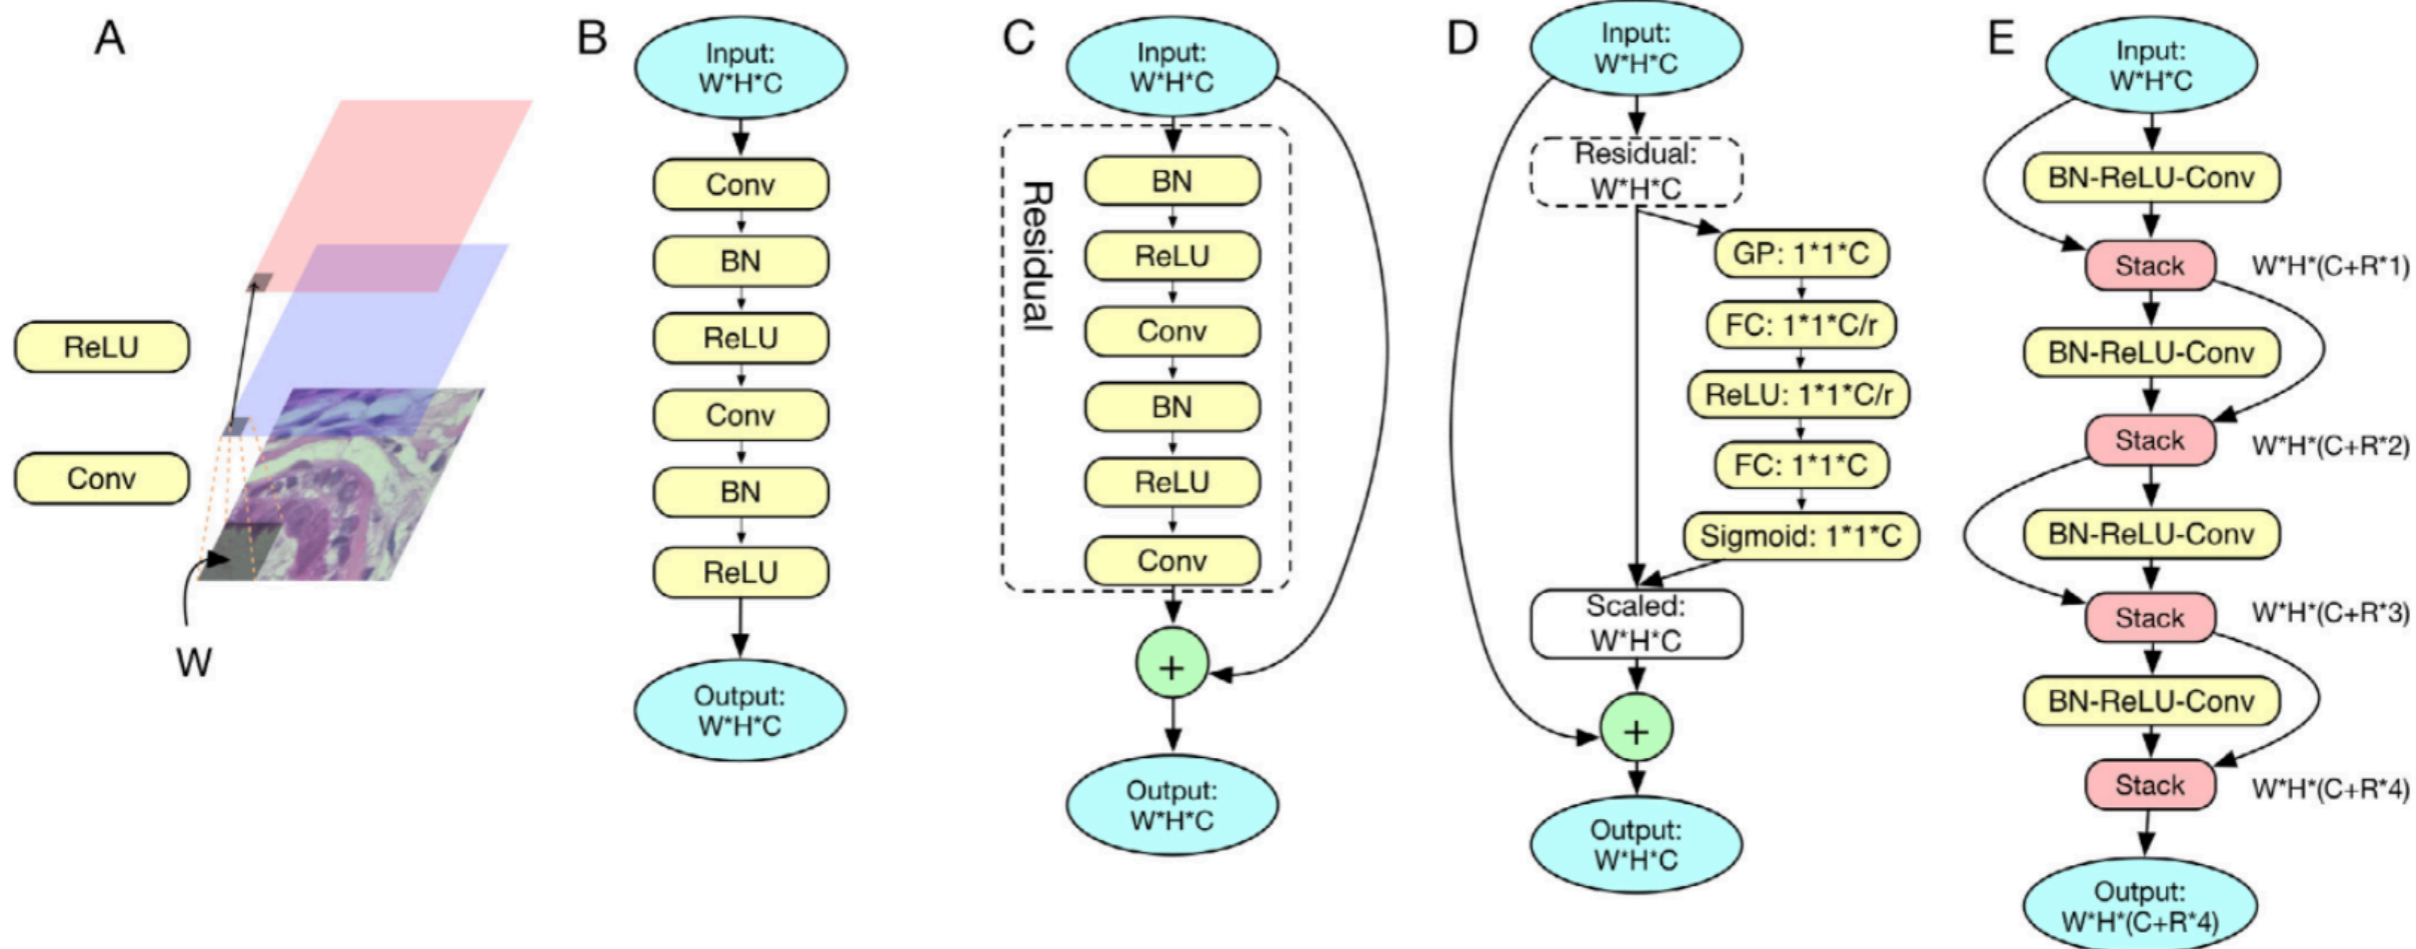 A
ReLU
Conv
W
B
Input:
W*H*C
Conv
BN
ReLU
Conv
BN
ReLU
Output:
W*H*C
C
Input:
W*H*C
Residual
BN
ReLU
Conv
BN
ReLU
Conv
+
Output:
W*H*C
D
Input:
W*H*C
Residual:
W*H*C
GP: 1*1*C
FC: 1*1*C/r
ReLU: 1*1*C/r
FC: 1*1*C
Sigmoid: 1*1*C
Scaled:
W*H*C
+
Output:
W*H*C
E
Input:
W*H*C
BN-ReLU-Conv
Stack
W*H*(C+R*1)
BN-ReLU-Conv
Stack
W*H*(C+R*2)
BN-ReLU-Conv
Stack
W*H*(C+R*3)
BN-ReLU-Conv
Stack
W*H*(C+R*4)
Output:
W*H*(C+R*4)